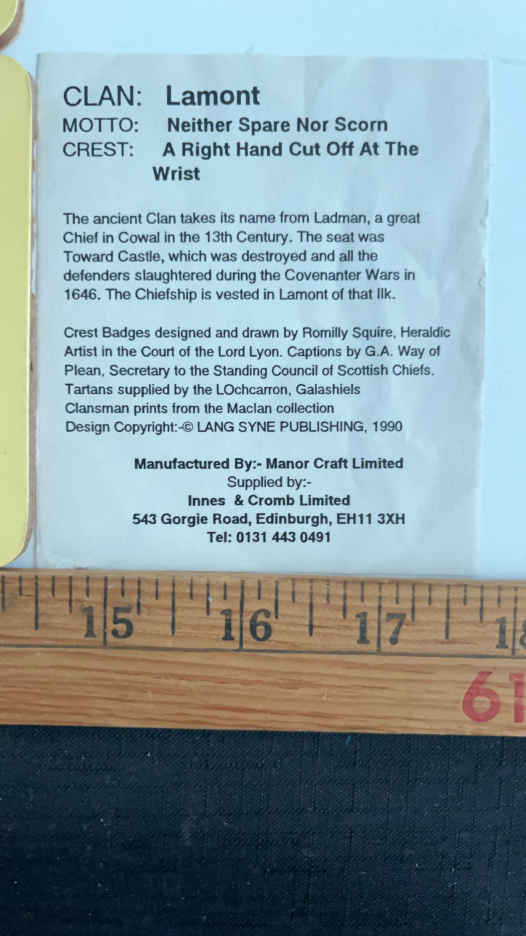 CLAN: Lamont
MOTTO: Neither Spare Nor Scorn
CREST: A Right Hand Cut Off At The
Wrist
The ancient Clan takes its name from Ladman, a great
Chief in Cowal in the 13th Century. The seat was
Toward Castle, which was destroyed and all the
defenders slaughtered during the Covenanter Wars in
1646. The Chiefship is vested in Lamont of that Ilk.
Crest Badges designed and drawn by Romilly Squire, Heraldic
Artist in the Court of the Lord Lyon. Captions by G.A. Way of
Plean, Secretary to the Standing Council of Scottish Chiefs.
Tartans supplied by the LOchcarron, Galashiels
Clansman prints from the MacIan collection
Design Copyright:-© LANG SYNE PUBLISHING, 1990
Manufactured By:- Manor Craft Limited
Supplied by:-
Innes & Cromb Limited
543 Gorgie Road, Edinburgh, EH11 3XH
Tel: 0131 443 0491
15 16 17 18
61